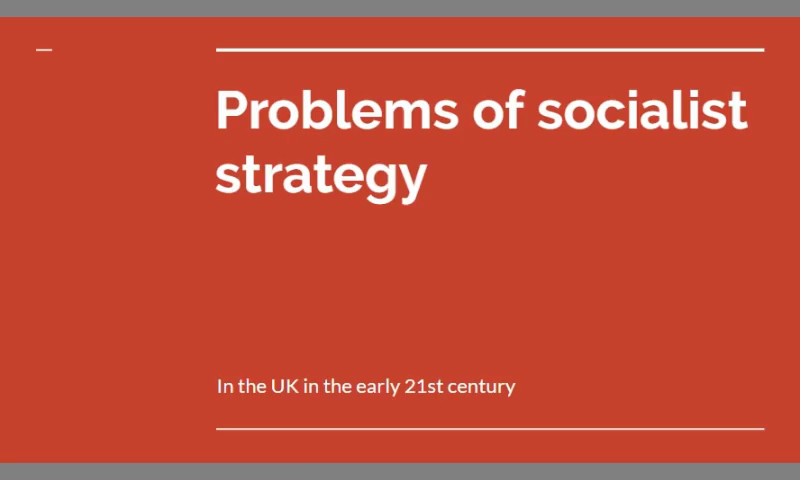 Problems of socialist
strategy
In the UK in the early 21st century